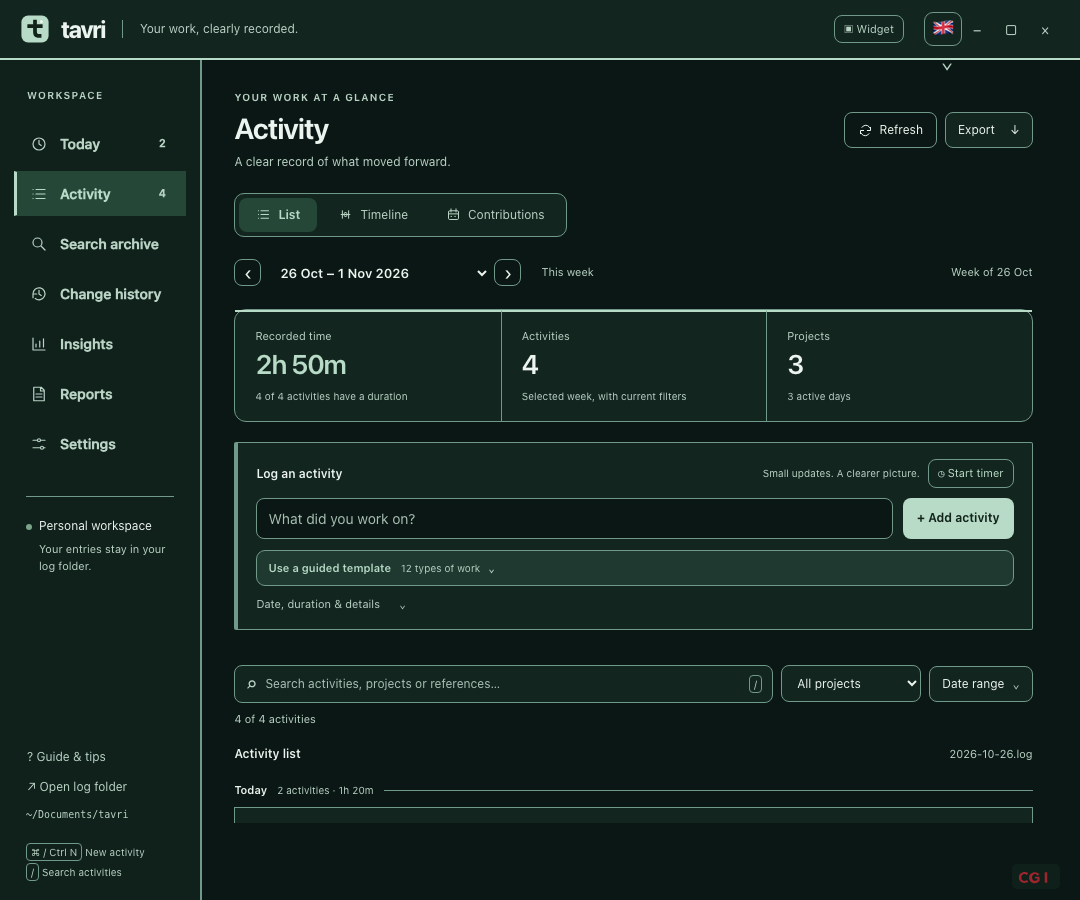 tavri
Your work, clearly recorded.
Widget
WORKSPACE
Today 2
Activity 4
Search archive
Change history
Insights
Reports
Settings
Personal workspace
Your entries stay in your
log folder.
? Guide & tips
↗ Open log folder
~/Documents/tavri
⌘ / Ctrl N New activity
/ Search activities
YOUR WORK AT A GLANCE
Activity
A clear record of what moved forward.
Refresh
Export ↓
List
Timeline
Contributions
‹ 26 Oct – 1 Nov 2026 › This week
Week of 26 Oct
Recorded time
2h 50m
4 of 4 activities have a duration
Activities
4
Selected week, with current filters
Projects
3
3 active days
Log an activity
Small updates. A clearer picture.
Start timer
What did you work on?
+ Add activity
Use a guided template 12 types of work
Date, duration & details
Search activities, projects or references... /
All projects
Date range
4 of 4 activities
Activity list
2026-10-26.log
Today 2 activities · 1h 20m
CGI